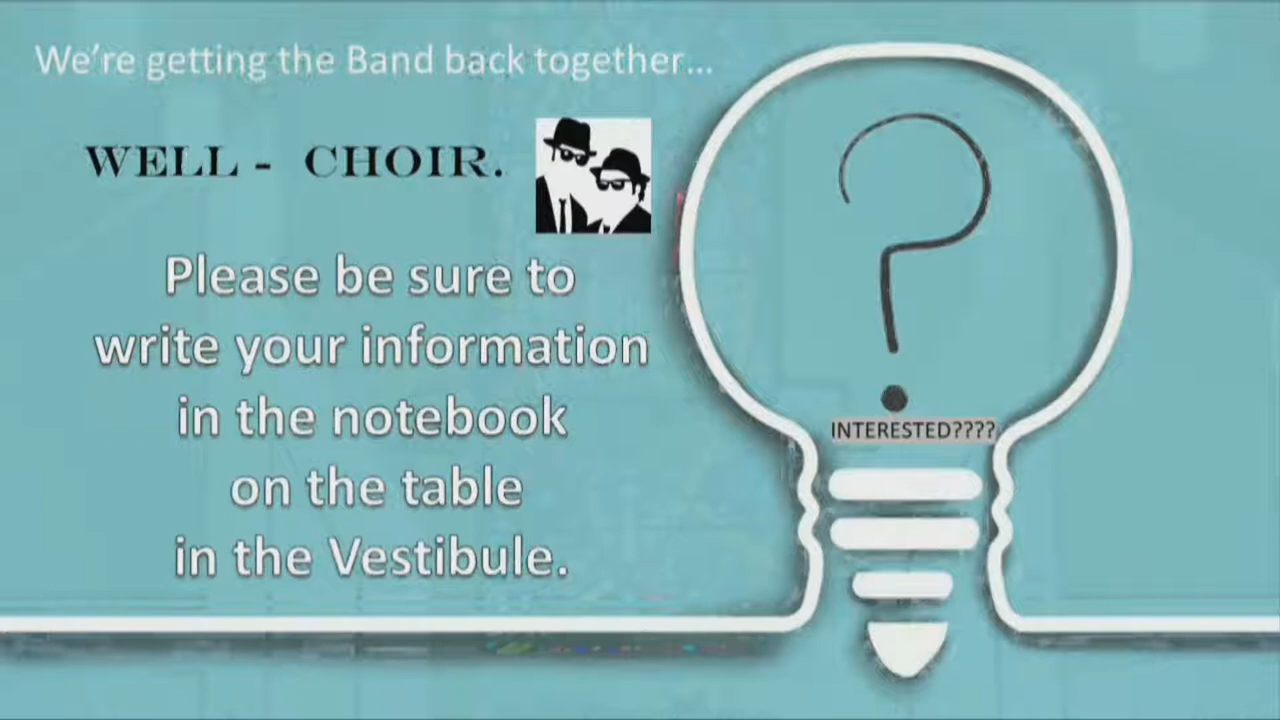 We're getting the Band back together...
WELL - CHOIR.
Please be sure to
write your information
in the notebook
on the table
in the Vestibule.
?
INTERESTED????